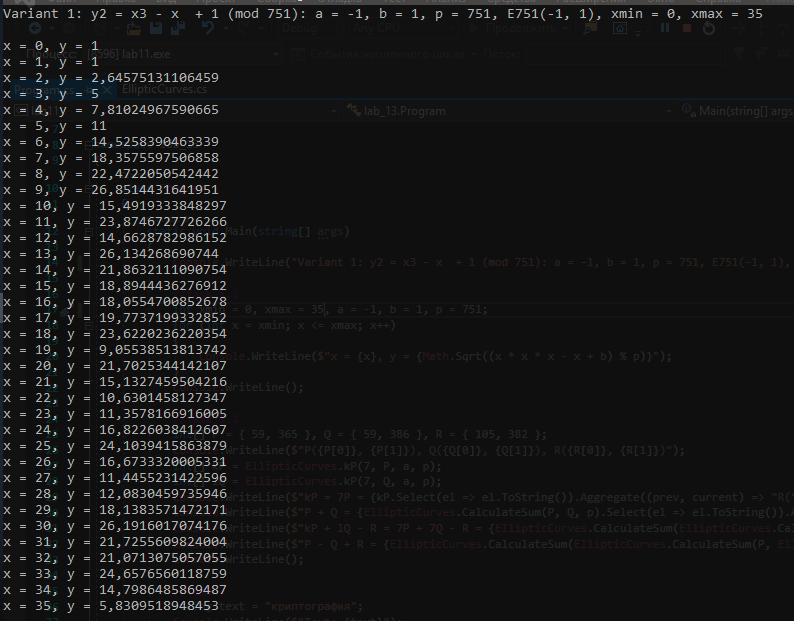 Variant 1: y2 = x3 - x  + 1 (mod 751): a = -1, b = 1, p = 751, E751(-1, 1), xmin = 0, xmax = 35
x = 0, y = 1
x = 1, y = 1
x = 2, y = 2,64575131106459
x = 3, y = 5
x = 4, y = 7,81024967590665
x = 5, y = 11
x = 6, y = 14,5258390463339
x = 7, y = 18,3575597506858
x = 8, y = 22,4722050542442
x = 9, y = 26,8514431641951
x = 10, y = 15,4919333848297
x = 11, y = 23,8746727726266
x = 12, y = 14,6628782986152
x = 13, y = 26,134268690744
x = 14, y = 21,8632111090754
x = 15, y = 18,8944436276912
x = 16, y = 18,0554700852678
x = 17, y = 19,7737199332852
x = 18, y = 23,6220236220354
x = 19, y = 9,05538513813742
x = 20, y = 21,7025344142107
x = 21, y = 15,1327459504216
x = 22, y = 10,6301458127347
x = 23, y = 11,3578166916005
x = 24, y = 16,8226038412607
x = 25, y = 24,1039415863879
x = 26, y = 16,6733320005331
x = 27, y = 11,4455231422596
x = 28, y = 12,0830459735946
x = 29, y = 18,1383571472171
x = 30, y = 26,1916017074176
x = 31, y = 21,7255609824004
x = 32, y = 21,0713075057055
x = 33, y = 24,6576560118759
x = 34, y = 14,7986485869487
x = 35, y = 5,8309518948453
lab11.exe
EllipticCurves.cs
lab_13.Program
Main(string[] args
Main(string[] args)
WriteLine("Variant 1: y2 = x3 - x  + 1 (mod 751): a = -1, b = 1, p = 751, E751(-1, 1),
= 0, xmax = 35, a = -1, b = 1, p = 751;
x = xmin; x <= xmax; x++)
ole.WriteLine($"x = {x}, y = {Math.Sqrt((x * x * x - x + b) % p)}");
WriteLine();
= { 59, 365 }, Q = { 59, 386 }, R = { 105, 382 };
WriteLine($"P({P[0]}, {P[1]}), Q({Q[0]}, {Q[1]}), R({R[0]}, {R[1]})");
= EllipticCurves.kP(7, P, a, p);
= EllipticCurves.kP(7, Q, a, p);
WriteLine($"kP = 7P = {kP.Select(el => el.ToString()).Aggregate((prev, current) => "R("
WriteLine($"P + Q = {EllipticCurves.CalculateSum(P, Q, p).Select(el => el.ToString()).A
WriteLine($"kP + lQ - R = 7P + 7Q - R = {EllipticCurves.CalculateSum(EllipticCurves.Cal
WriteLine($"P - Q + R = {EllipticCurves.CalculateSum(EllipticCurves.CalculateSum(P, E
WriteLine();
text = "криптография";